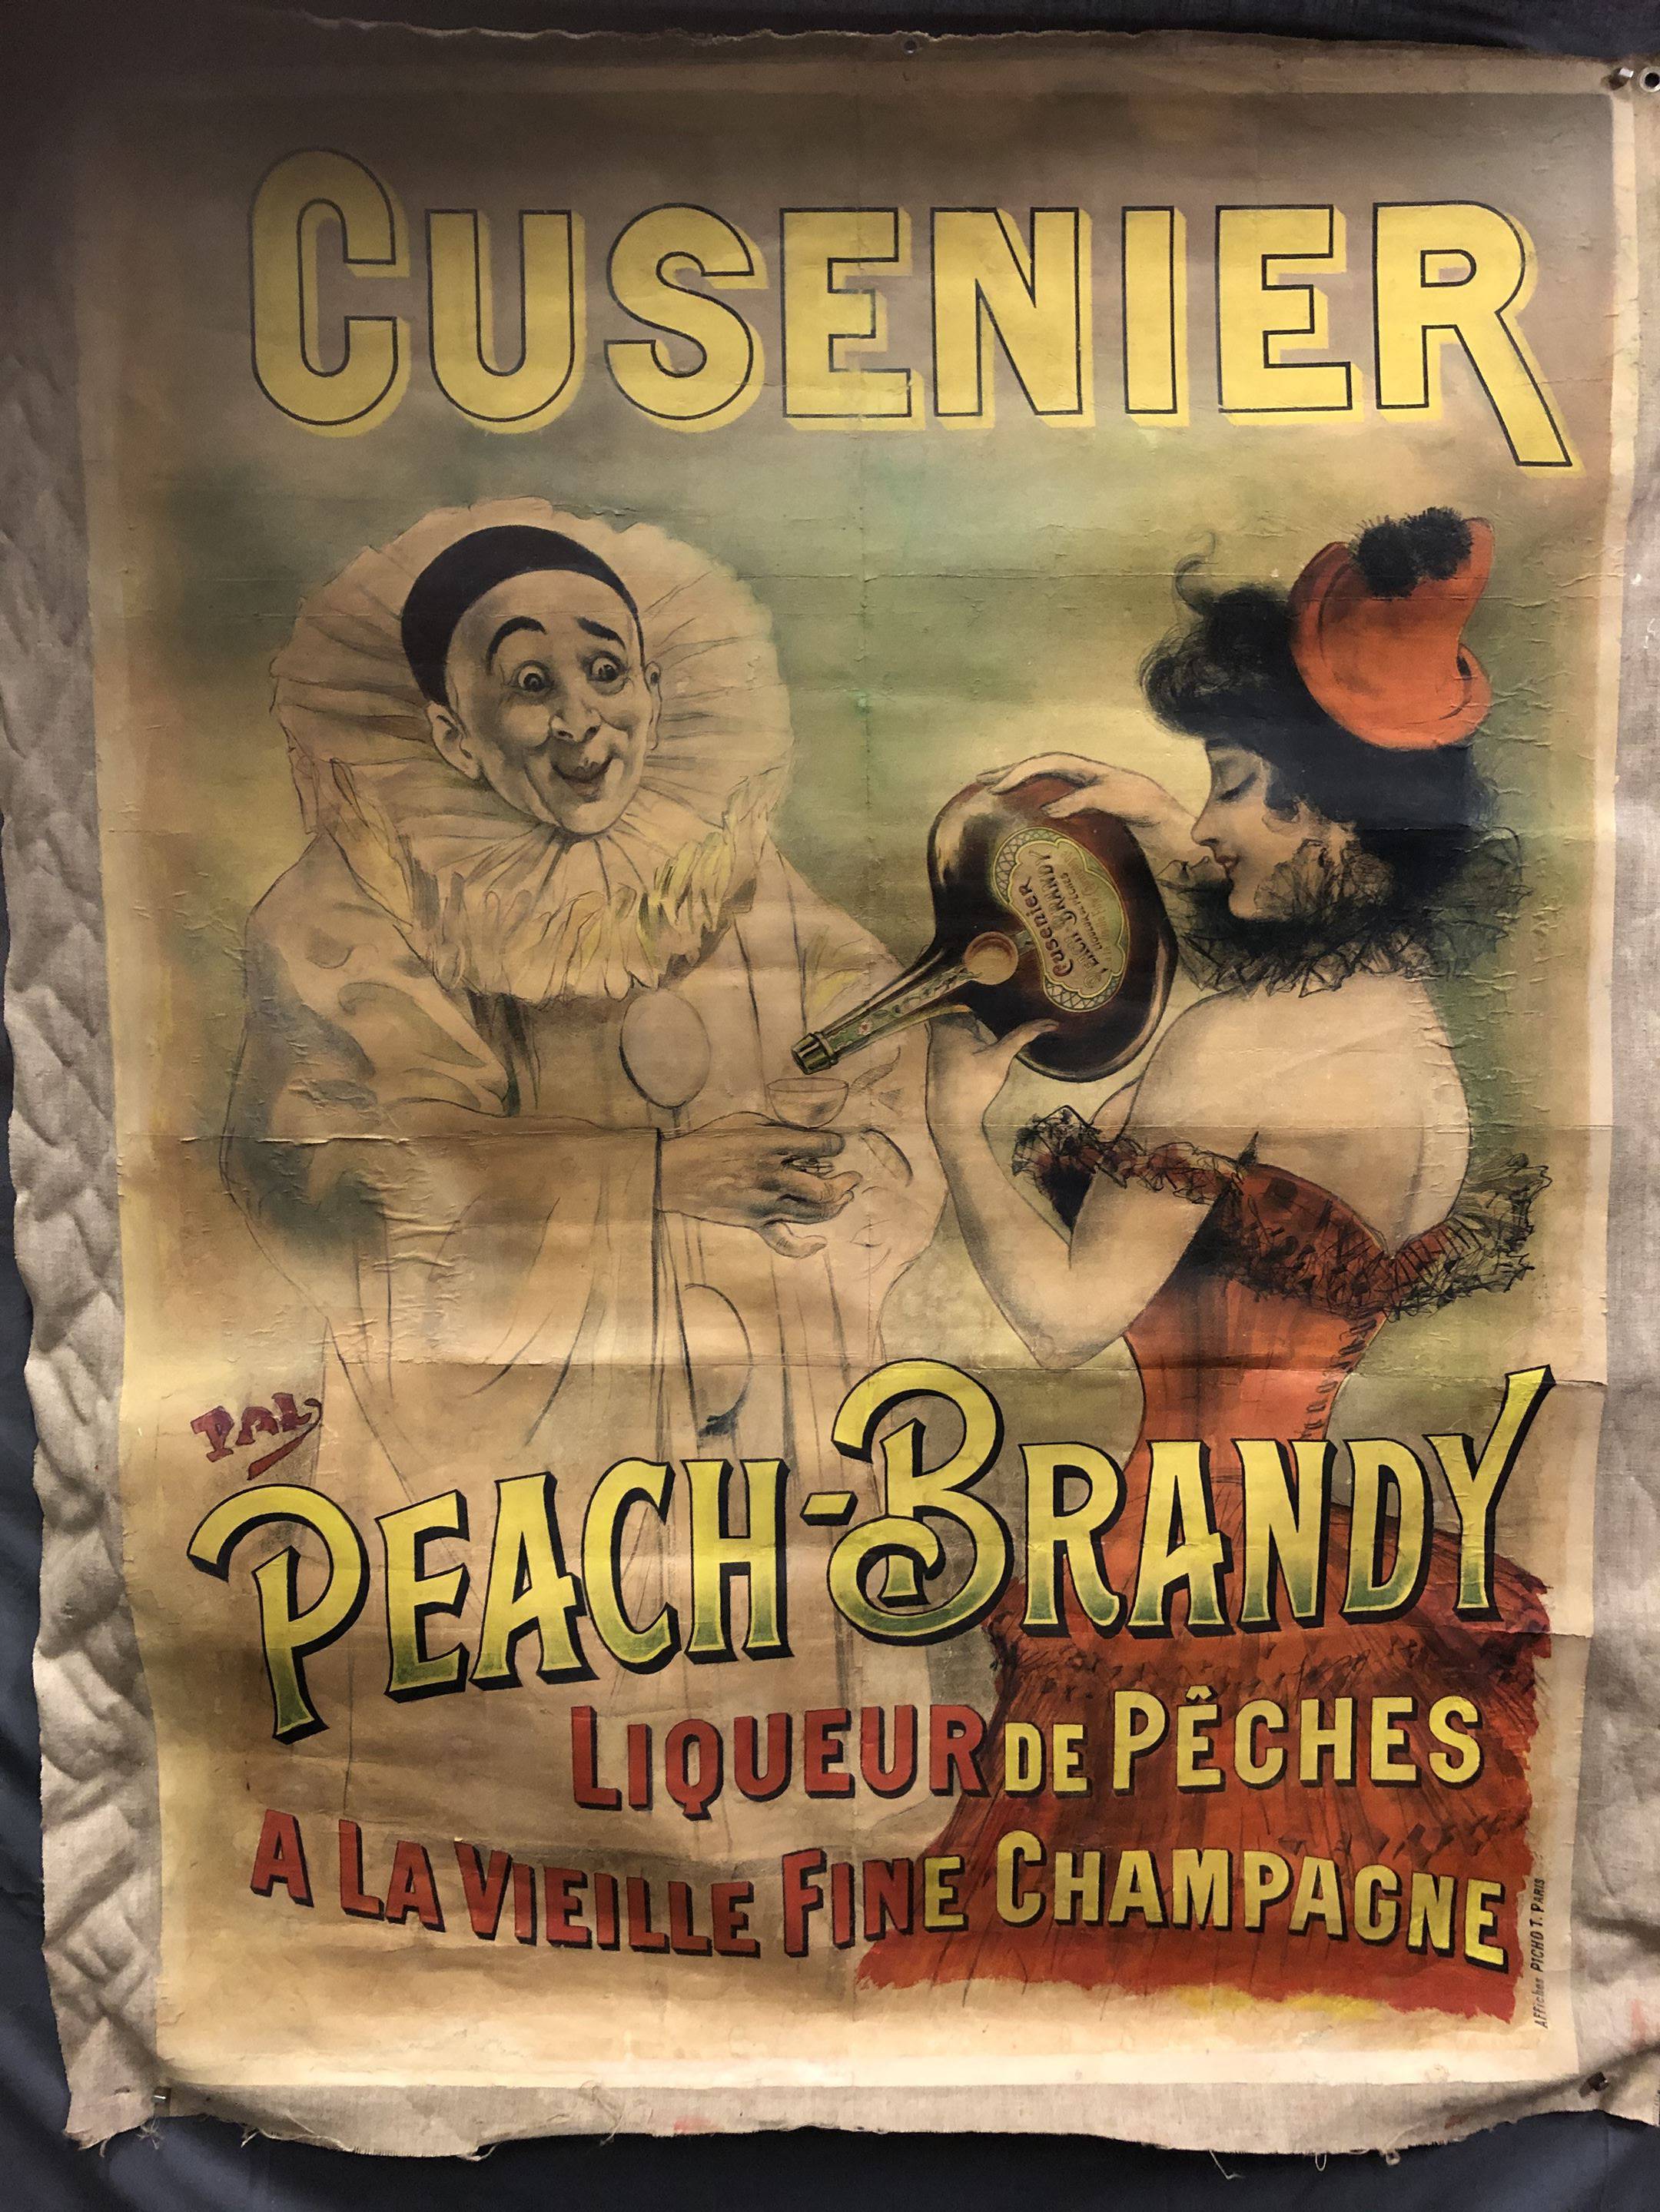 CUSENIER
Cusenier
PEACH BRANDY
PAL
PEACH-BRANDY
LIQUEUR DE PÊCHES
A LA VIEILLE FINE CHAMPAGNE
Affiches PICHOT. PARIS